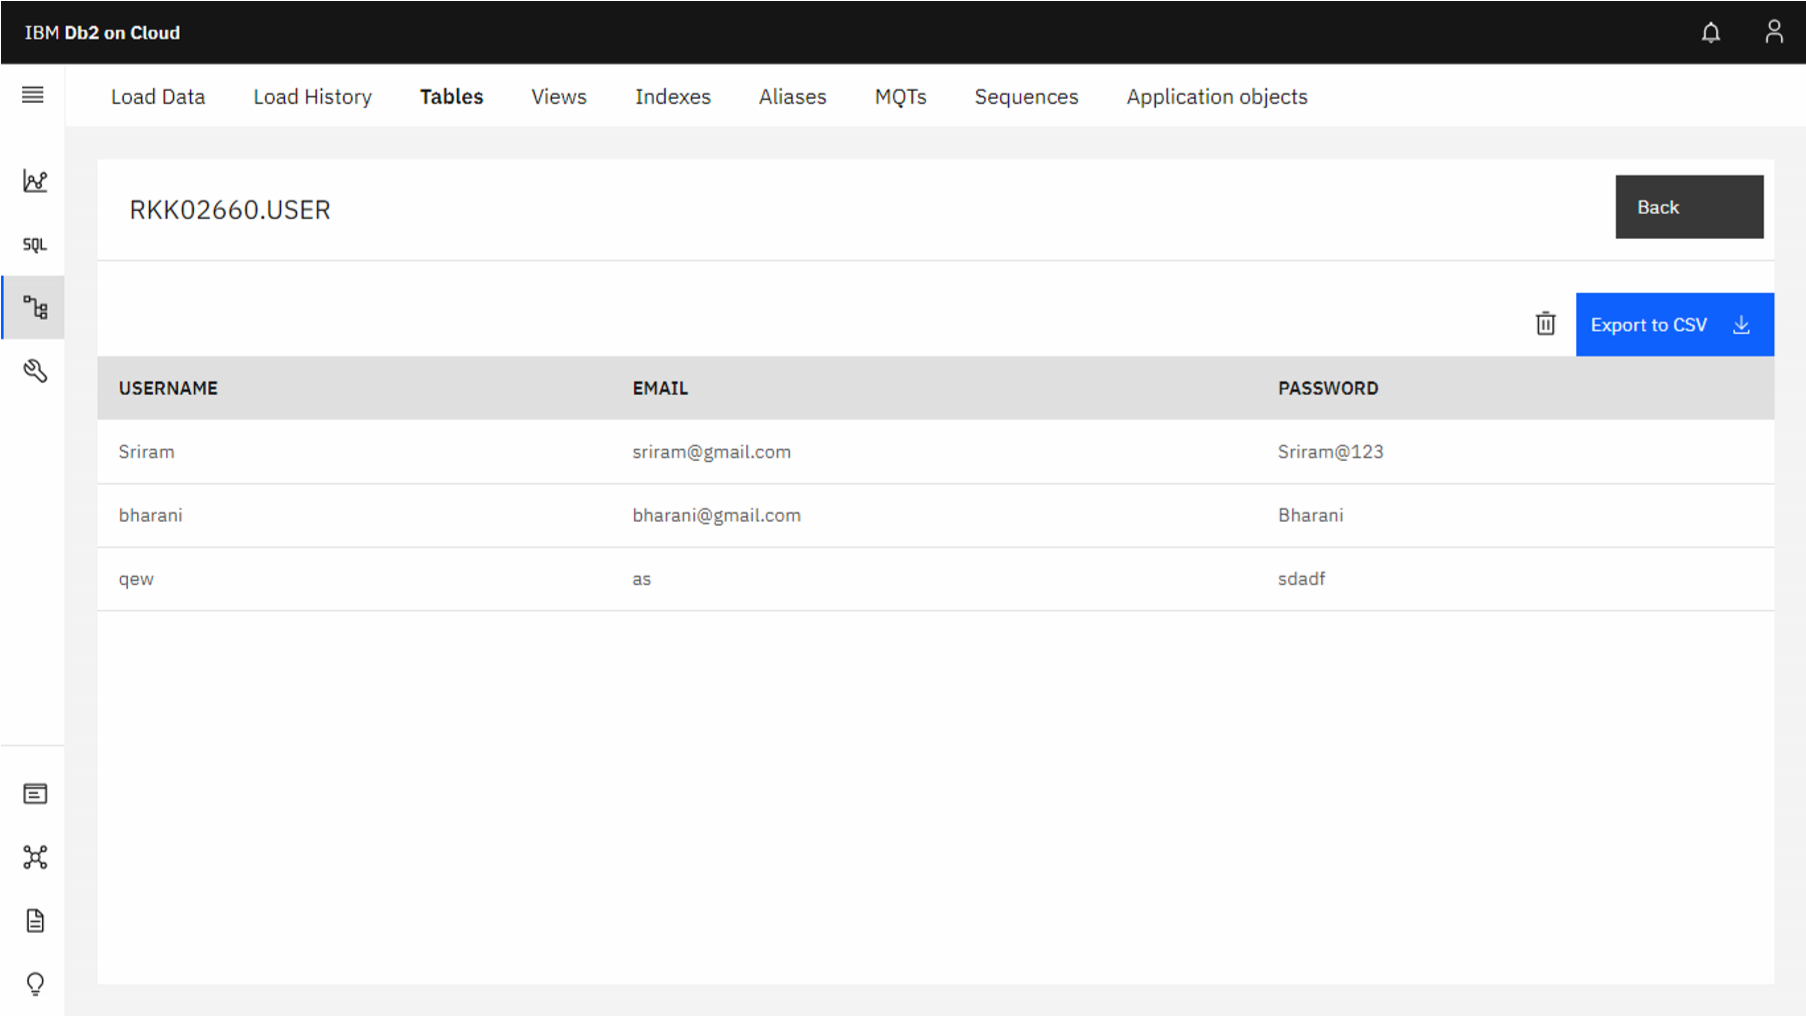 IBM Db2 on Cloud
Load Data Load History Tables Views Indexes Aliases MQTs Sequences Application objects
RKK02660.USER
Back
SQL
Export to CSV
USERNAME EMAIL PASSWORD
Sriram sriram@gmail.com Sriram@123
bharani bharani@gmail.com Bharani
qew as sdadf